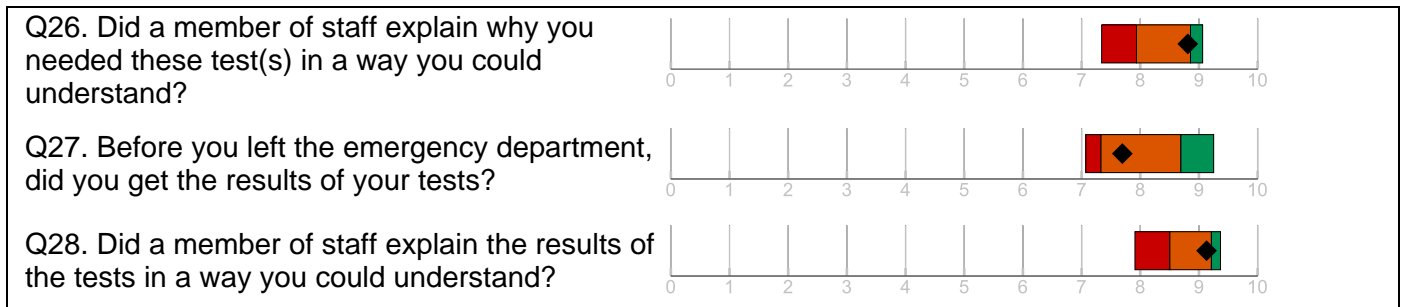 Q26. Did a member of staff explain why you
needed these test(s) in a way you could
understand?
0 1 2 3 4 5 6 7 8 9 10
Q27. Before you left the emergency department,
did you get the results of your tests?
0 1 2 3 4 5 6 7 8 9 10
Q28. Did a member of staff explain the results of
the tests in a way you could understand?
0 1 2 3 4 5 6 7 8 9 10